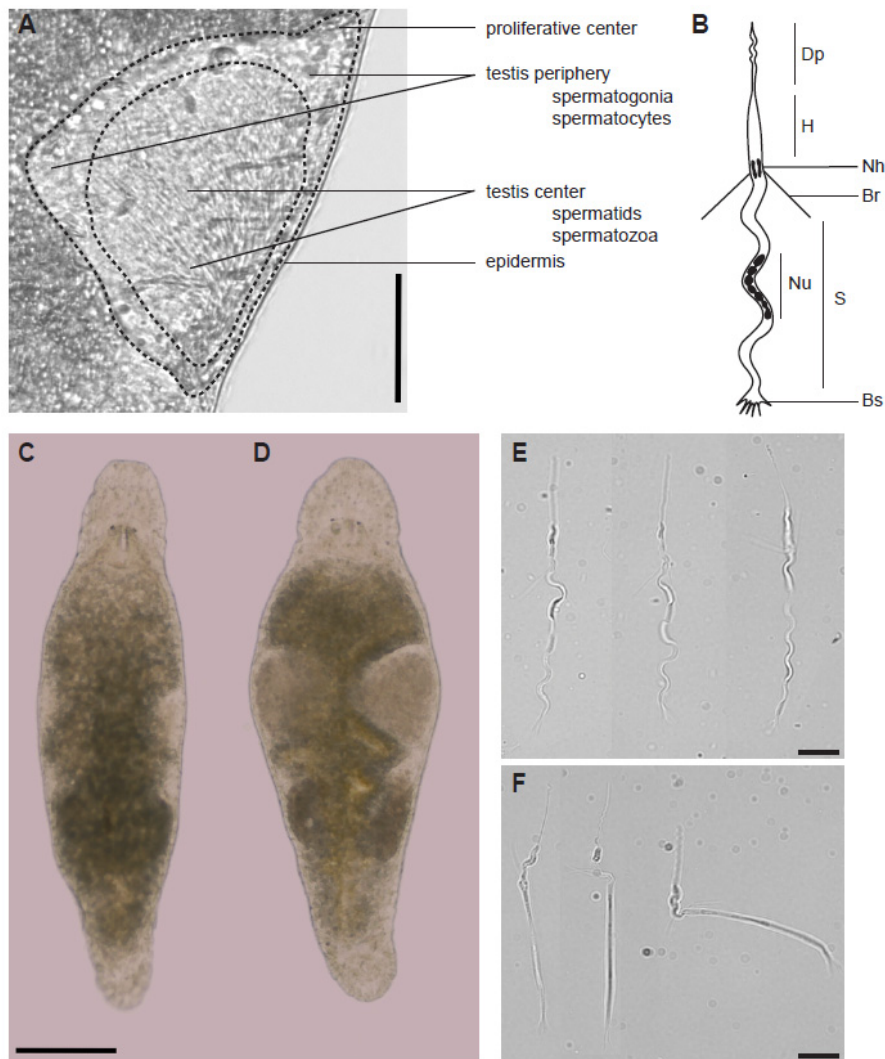 A
proliferative center
testis periphery
spermatogonia
spermatocytes
testis center
spermatids
spermatozoa
epidermis
B
Dp
H
Nh
Br
Nu
S
Bs
C
D
E
F